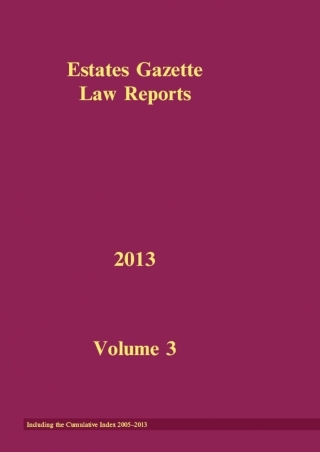 Estates Gazette
Law Reports
2013
Volume 3
Including the Cumulative Index 2005–2013